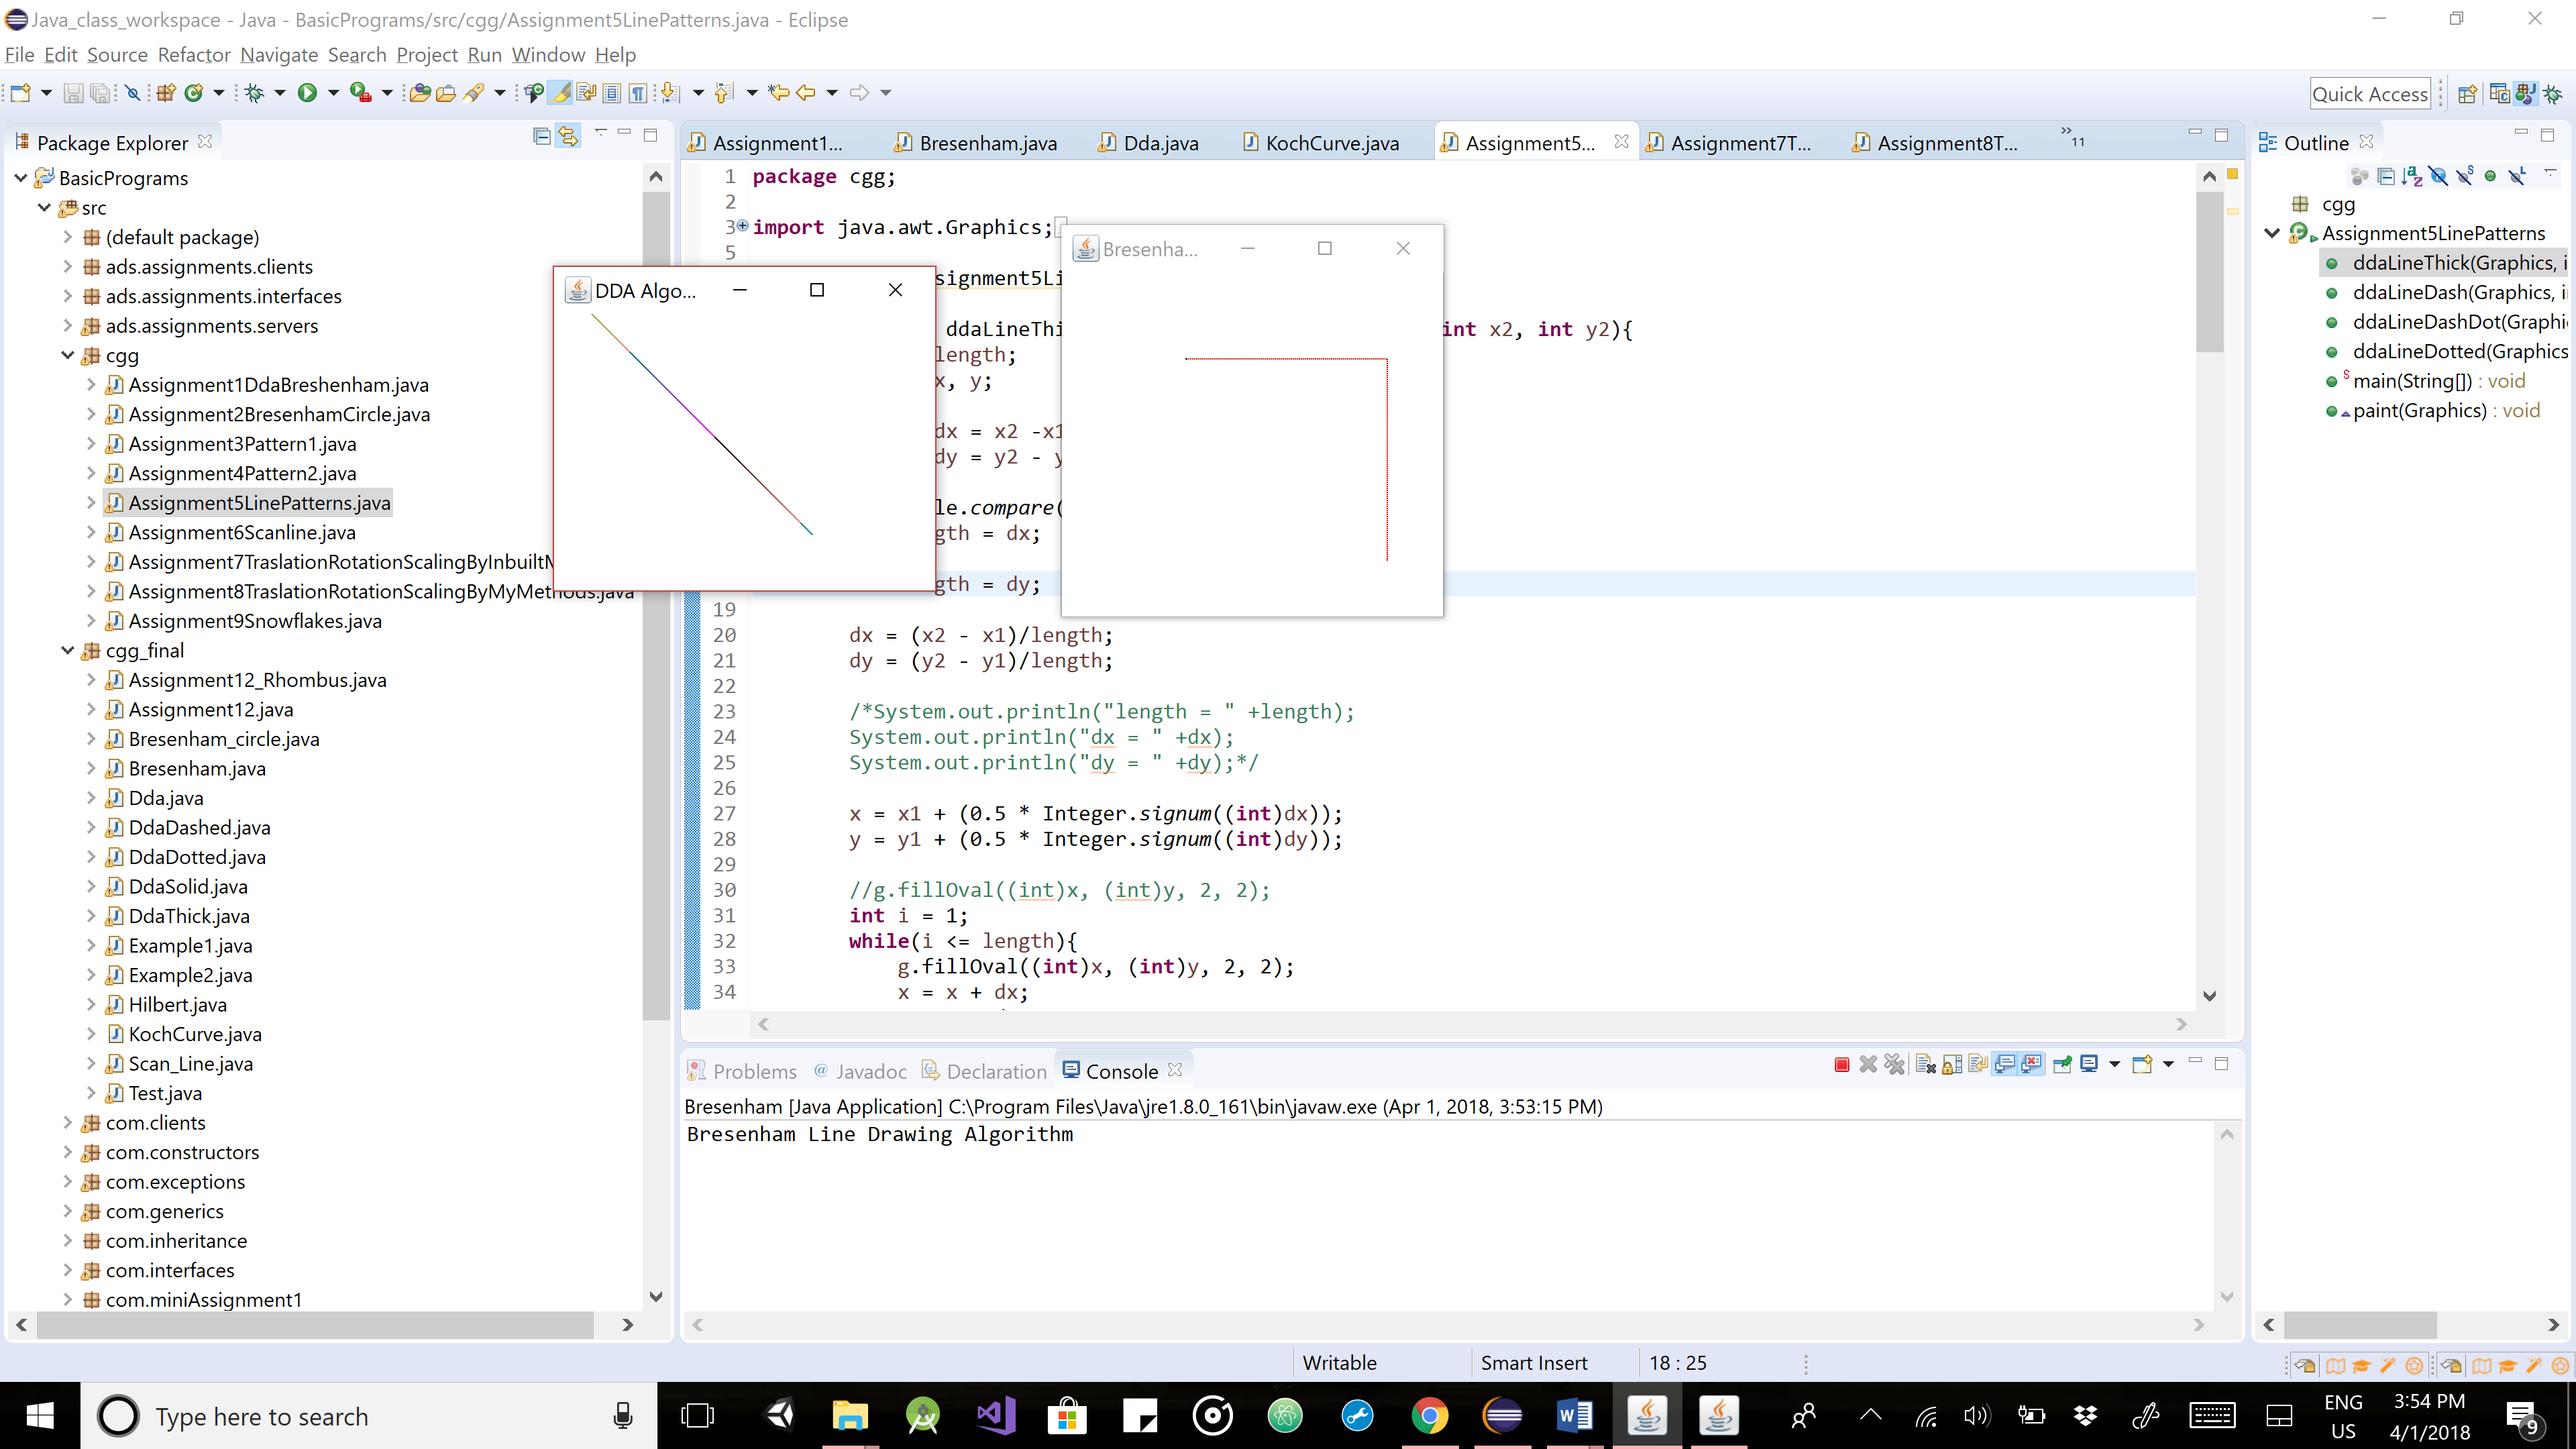 Java_class_workspace - Java - BasicPrograms/src/cgg/Assignment5LinePatterns.java - Eclipse
File Edit Source Refactor Navigate Search Project Run Window Help
Quick Access
Package Explorer
BasicPrograms
src
(default package)
ads.assignments.clients
ads.assignments.interfaces
ads.assignments.servers
cgg
Assignment1DdaBreshenham.java
Assignment2BresenhamCircle.java
Assignment3Pattern1.java
Assignment4Pattern2.java
Assignment5LinePatterns.java
Assignment6Scanline.java
Assignment7TraslationRotationScalingByInbuiltM
Assignment8TraslationRotationScalingByMyMethods.java
Assignment9Snowflakes.java
cgg_final
Assignment12_Rhombus.java
Assignment12.java
Bresenham_circle.java
Bresenham.java
Dda.java
DdaDashed.java
DdaDotted.java
DdaSolid.java
DdaThick.java
Example1.java
Example2.java
Hilbert.java
KochCurve.java
Scan_Line.java
Test.java
com.clients
com.constructors
com.exceptions
com.generics
com.inheritance
com.interfaces
com.miniAssignment1
Assignment1... Bresenham.java Dda.java KochCurve.java Assignment5... Assignment7T... Assignment8T... »11
1 package cgg;
2
3 import java.awt.Graphics;
5
signment5Li
ddaLineThi int x2, int y2){
length;
x, y;
dx = x2 -x1
dy = y2 - y
le.compare(
gth = dx;
gth = dy;
19
20 dx = (x2 - x1)/length;
21 dy = (y2 - y1)/length;
22
23 /*System.out.println("length = " +length);
24 System.out.println("dx = " +dx);
25 System.out.println("dy = " +dy);*/
26
27 x = x1 + (0.5 * Integer.signum((int)dx));
28 y = y1 + (0.5 * Integer.signum((int)dy));
29
30 //g.fillOval((int)x, (int)y, 2, 2);
31 int i = 1;
32 while(i <= length){
33 g.fillOval((int)x, (int)y, 2, 2);
34 x = x + dx;
DDA Algo...
Bresenha...
Problems @ Javadoc Declaration Console
Bresenham [Java Application] C:\Program Files\Java\jre1.8.0_161\bin\javaw.exe (Apr 1, 2018, 3:53:15 PM)
Bresenham Line Drawing Algorithm
Outline
cgg
Assignment5LinePatterns
ddaLineThick(Graphics, i
ddaLineDash(Graphics, i
ddaLineDashDot(Graphi
ddaLineDotted(Graphics
main(String[]) : void
paint(Graphics) : void
Writable Smart Insert 18 : 25
Type here to search
ENG
US
3:54 PM
4/1/2018
9